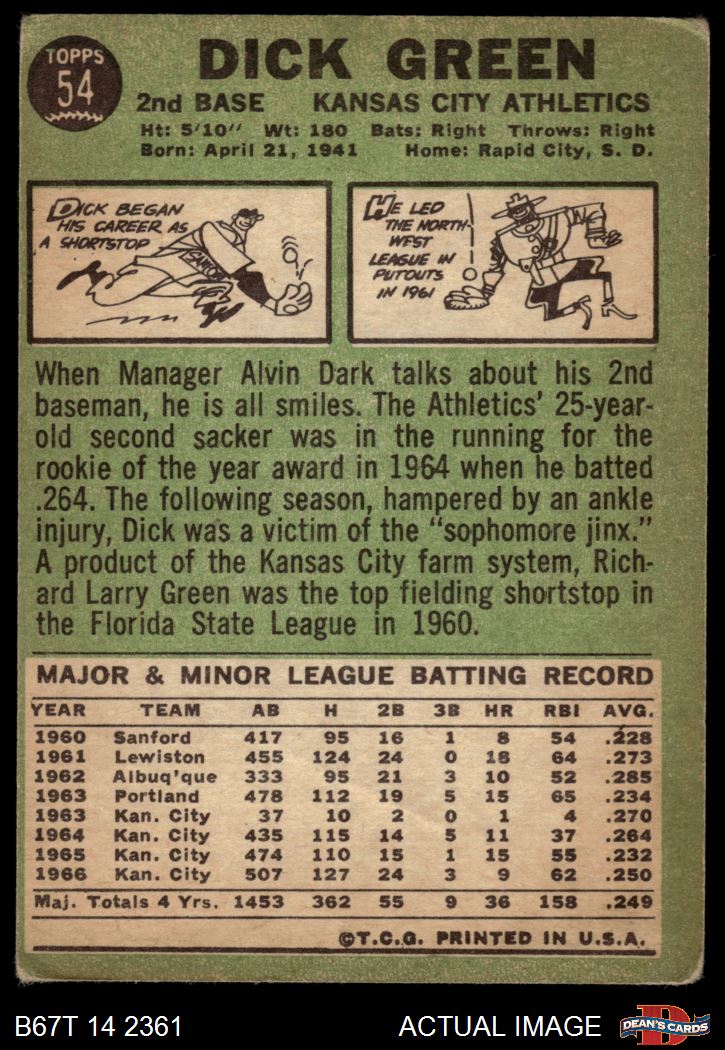 TOPPS
54
DICK GREEN
2nd BASE KANSAS CITY ATHLETICS
Ht: 5'10" Wt: 180 Bats: Right Throws: Right
Born: April 21, 1941 Home: Rapid City, S. D.
DICK BEGAN
HIS CAREER AS
A SHORTSTOP
SANFORD
HE LED
THE NORTH-
WEST
LEAGUE IN
PUTOUTS
IN 1961
When Manager Alvin Dark talks about his 2nd
baseman, he is all smiles. The Athletics' 25-year-
old second sacker was in the running for the
rookie of the year award in 1964 when he batted
.264. The following season, hampered by an ankle
injury, Dick was a victim of the "sophomore jinx."
A product of the Kansas City farm system, Rich-
ard Larry Green was the top fielding shortstop in
the Florida State League in 1960.
MAJOR & MINOR LEAGUE BATTING RECORD
YEAR TEAM AB H 2B 3B HR RBI AVG.
1960 Sanford 417 95 16 1 8 54 .228
1961 Lewiston 455 124 24 0 18 64 .273
1962 Albuq'que 333 95 21 3 10 52 .285
1963 Portland 478 112 19 5 15 65 .234
1963 Kan. City 37 10 2 0 1 4 .270
1964 Kan. City 435 115 14 5 11 37 .264
1965 Kan. City 474 110 15 1 15 55 .232
1966 Kan. City 507 127 24 3 9 62 .250
Maj. Totals 4 Yrs. 1453 362 55 9 36 158 .249
©T.C.G. PRINTED IN U.S.A.
B67T 14 2361 ACTUAL IMAGE
DEAN'S CARDS